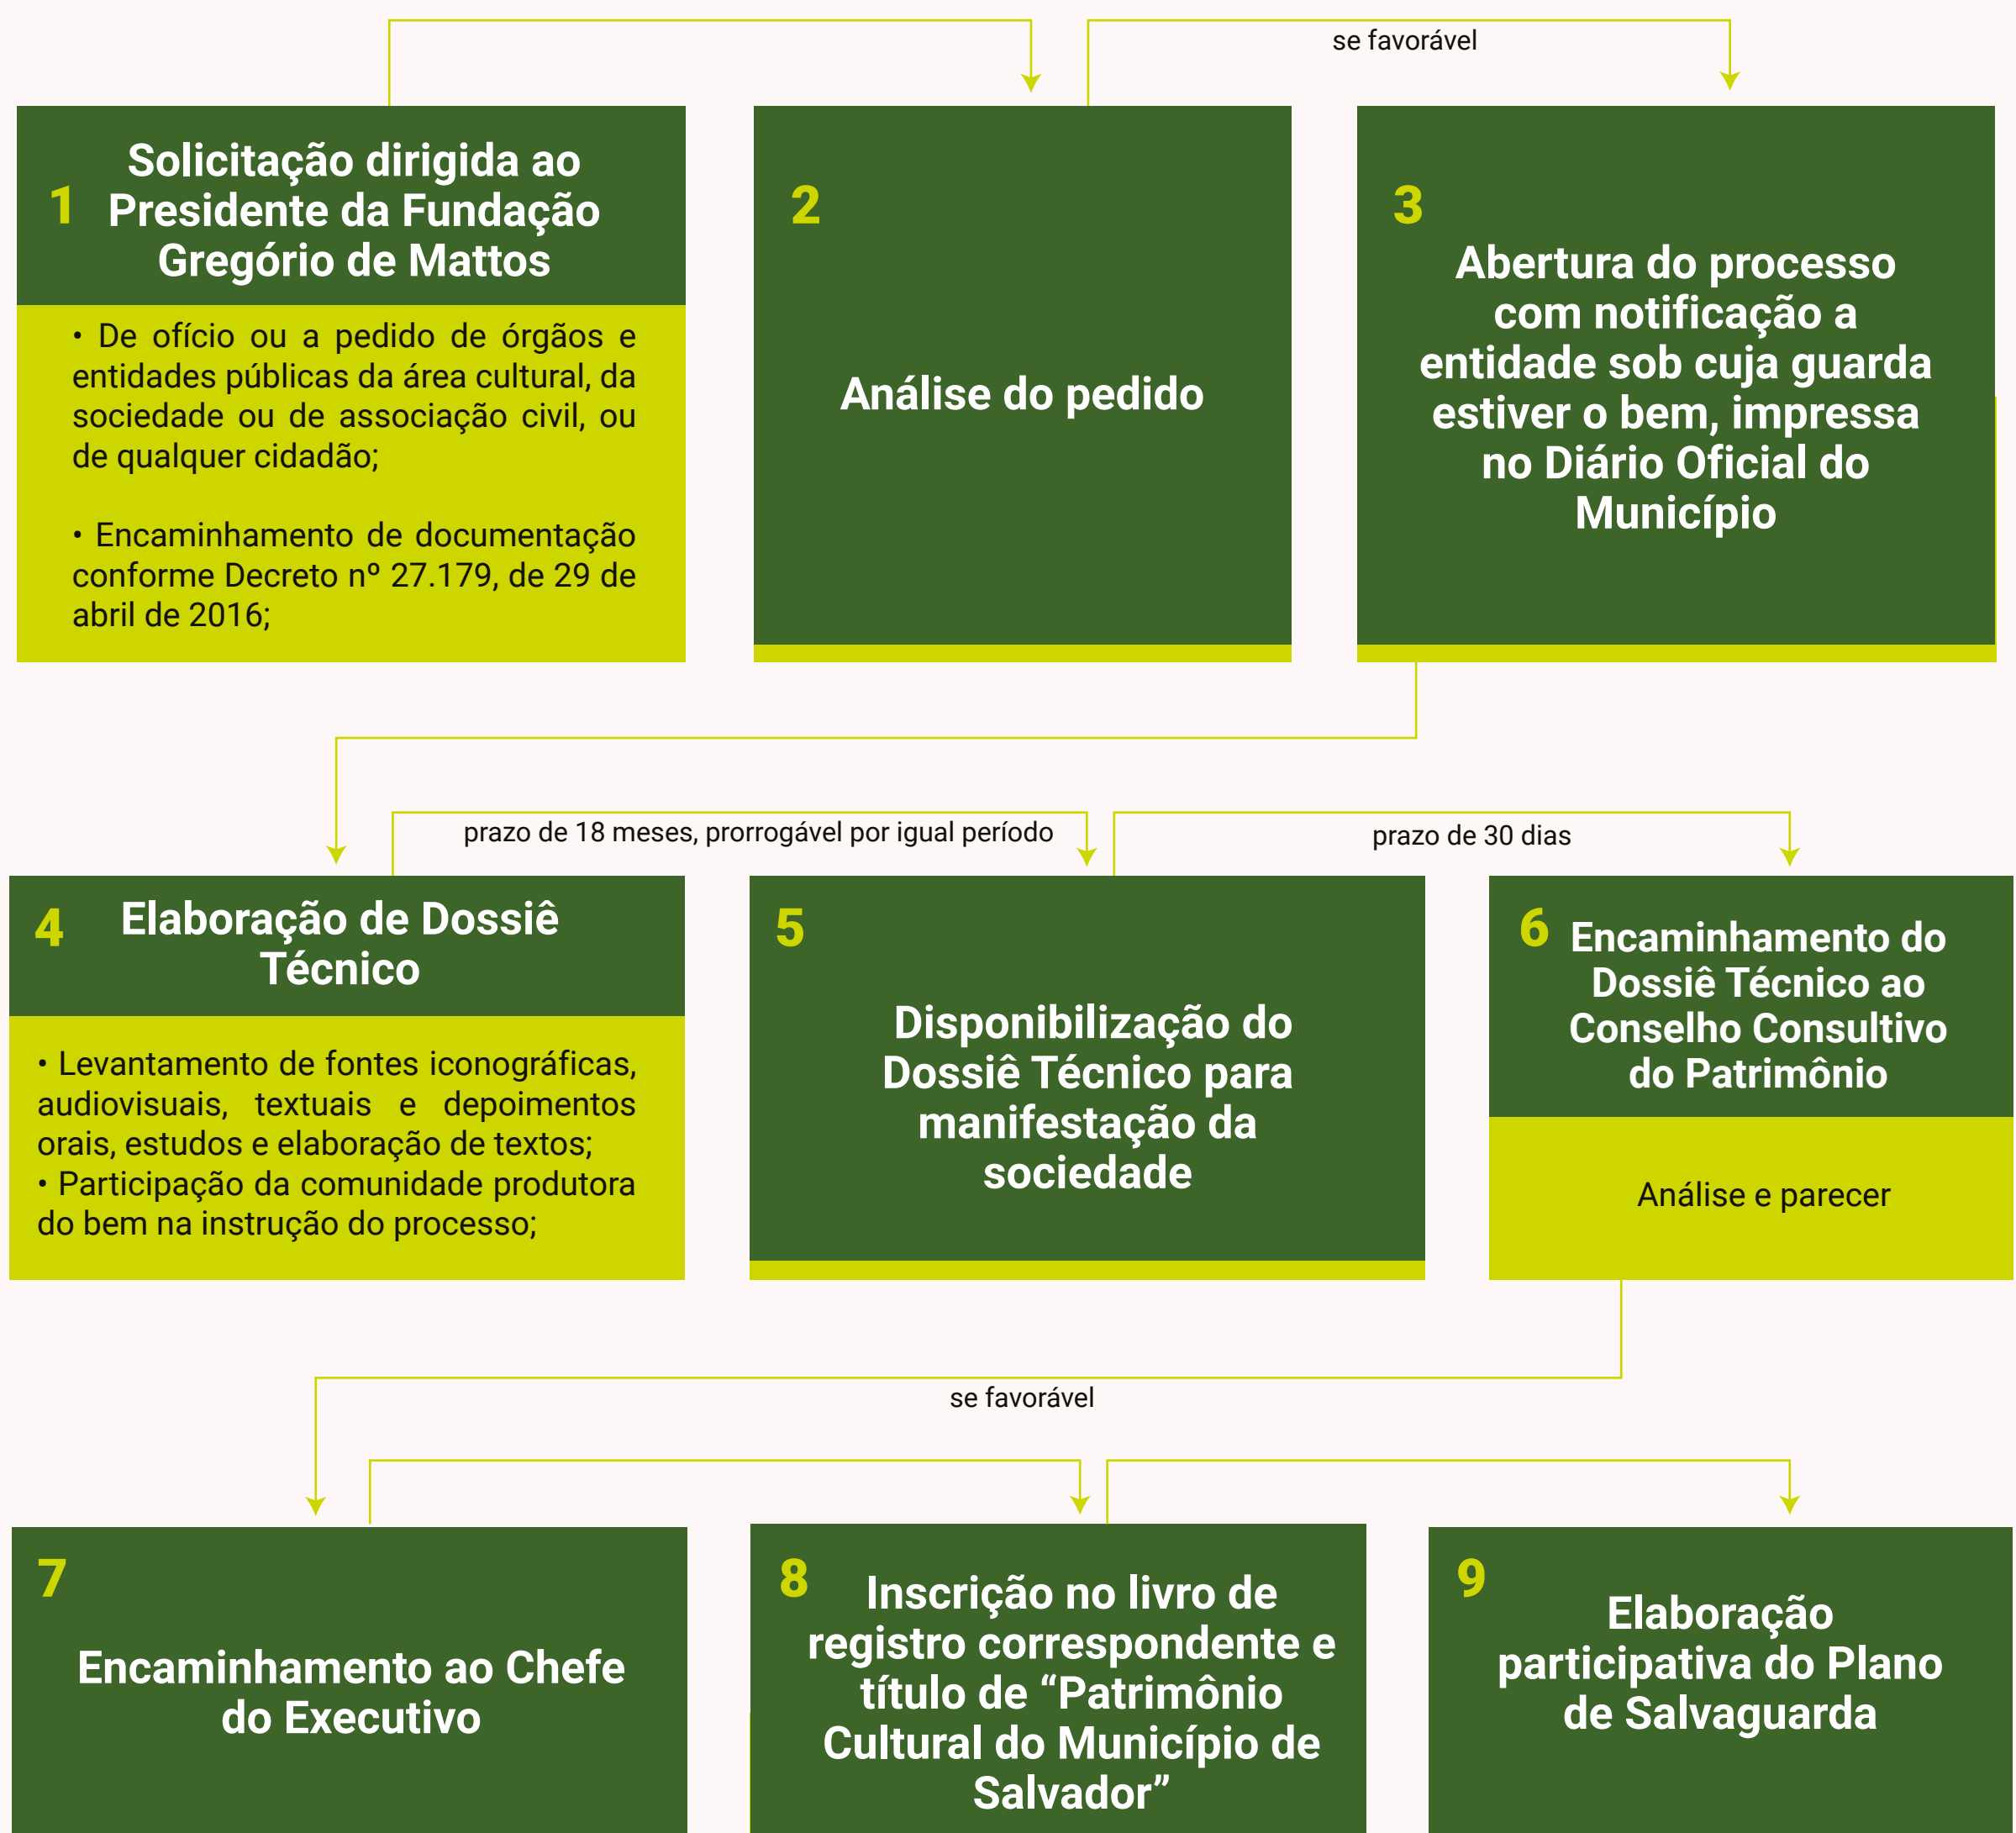 se favorável
1
Solicitação dirigida ao
Presidente da Fundação
Gregório de Mattos
• De ofício ou a pedido de órgãos e
entidades públicas da área cultural, da
sociedade ou de associação civil, ou
de qualquer cidadão;
• Encaminhamento de documentação
conforme Decreto nº 27.179, de 29 de
abril de 2016;
2
Análise do pedido
3
Abertura do processo
com notificação a
entidade sob cuja guarda
estiver o bem, impressa
no Diário Oficial do
Município
prazo de 18 meses, prorrogável por igual período
prazo de 30 dias
4
Elaboração de Dossiê
Técnico
• Levantamento de fontes iconográficas,
audiovisuais, textuais e depoimentos
orais, estudos e elaboração de textos;
• Participação da comunidade produtora
do bem na instrução do processo;
5
Disponibilização do
Dossiê Técnico para
manifestação da
sociedade
6
Encaminhamento do
Dossiê Técnico ao
Conselho Consultivo
do Patrimônio
Análise e parecer
se favorável
7
Encaminhamento ao Chefe
do Executivo
8
Inscrição no livro de
registro correspondente e
título de “Patrimônio
Cultural do Município de
Salvador”
9
Elaboração
participativa do Plano
de Salvaguarda